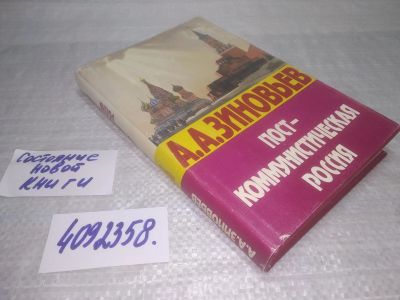 А.А.ЗИНОВЬЕВ
ПОСТ-
КОММУНИСТИЧЕСКАЯ
РОССИЯ
А.А.ЗИНОВЬЕВ
Состояние
новой
книги
4092358.